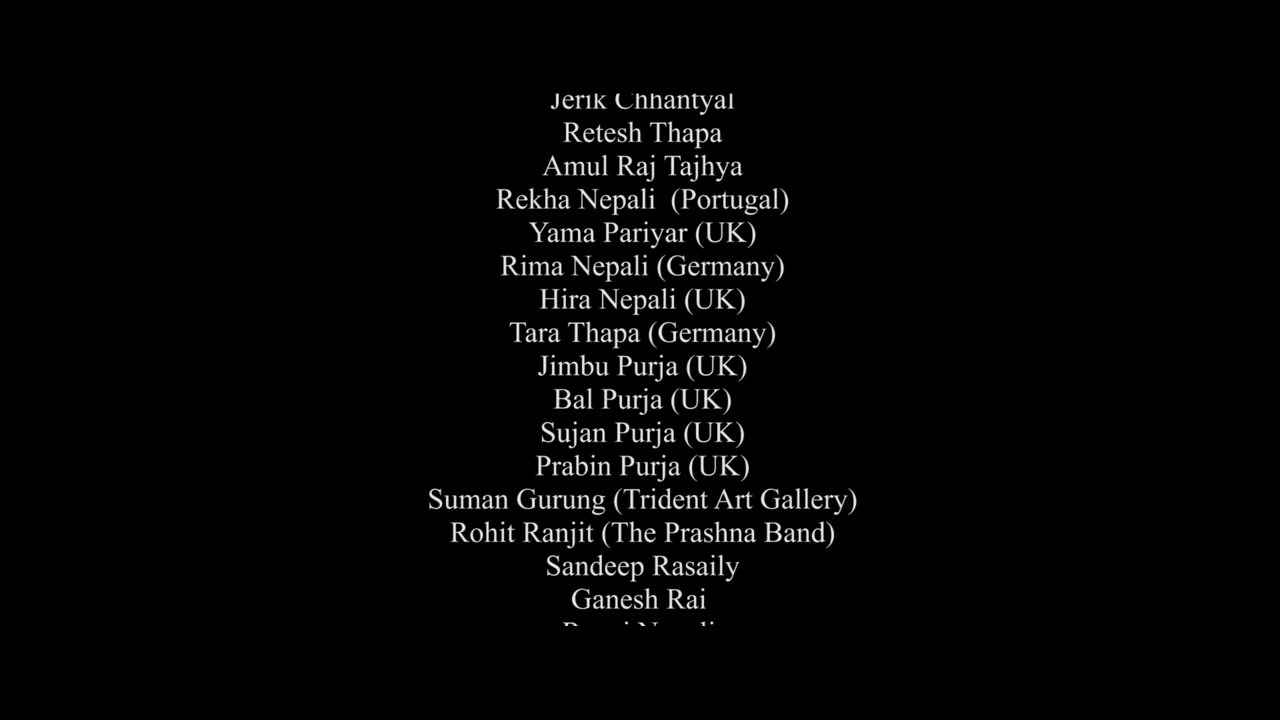 Jerik Chhantyal
Retesh Thapa
Amul Raj Tajhya
Rekha Nepali  (Portugal)
Yama Pariyar (UK)
Rima Nepali (Germany)
Hira Nepali (UK)
Tara Thapa (Germany)
Jimbu Purja (UK)
Bal Purja (UK)
Sujan Purja (UK)
Prabin Purja (UK)
Suman Gurung (Trident Art Gallery)
Rohit Ranjit (The Prashna Band)
Sandeep Rasaily
Ganesh Rai